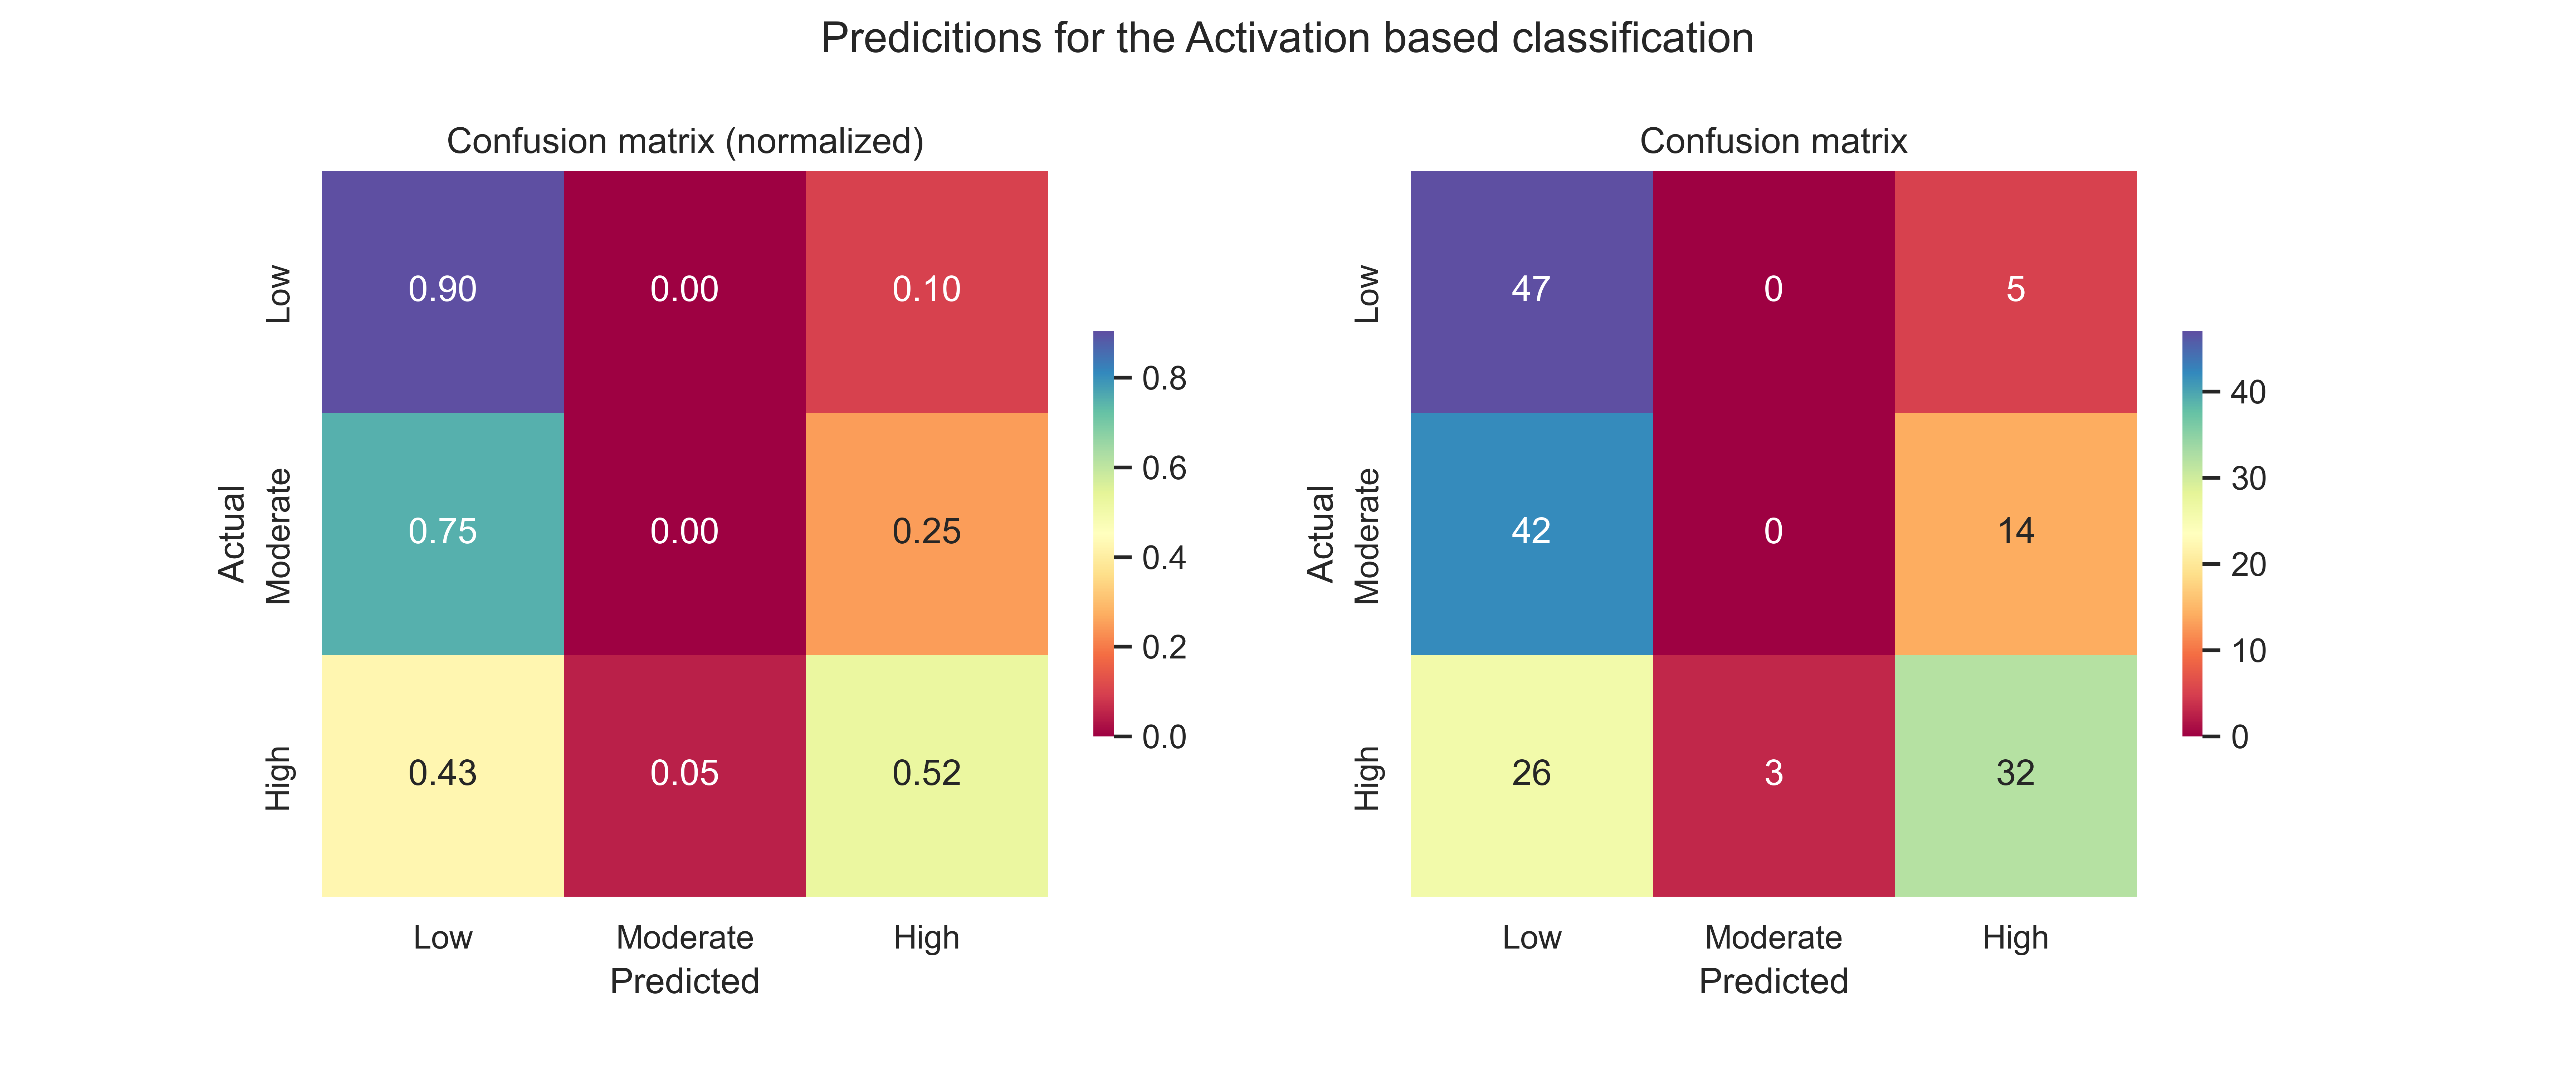 Predicitions for the Activation based classification
Confusion matrix (normalized)
Actual
Low
Moderate
High
0.90 0.00 0.10
0.75 0.00 0.25
0.43 0.05 0.52
Low Moderate High
Predicted
0.8
0.6
0.4
0.2
0.0
Confusion matrix
Actual
Low
Moderate
High
47 0 5
42 0 14
26 3 32
Low Moderate High
Predicted
40
30
20
10
0